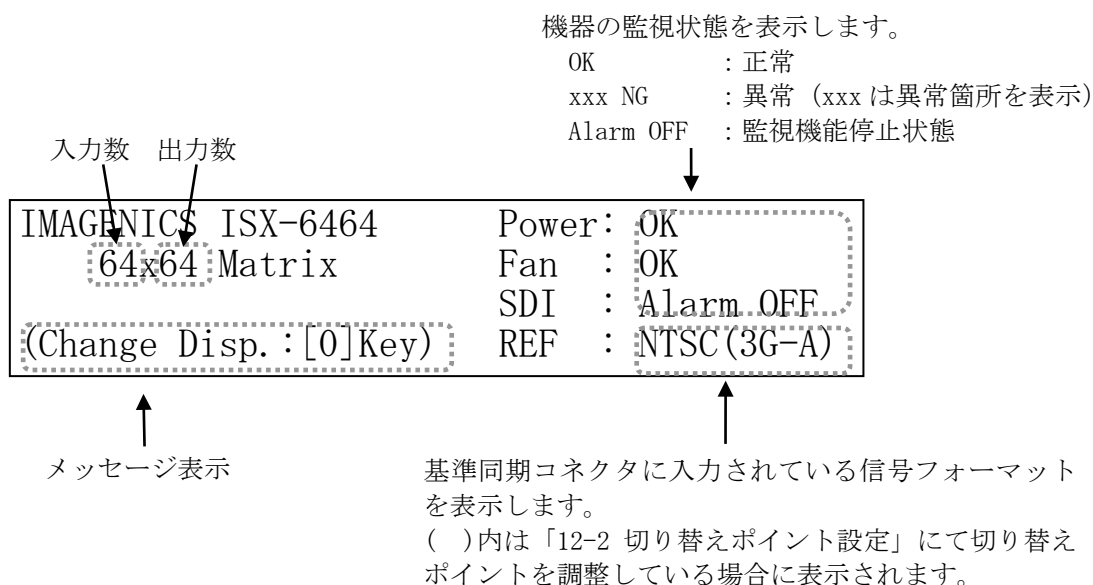 機器の監視状態を表示します。
OK ：正常
xxx NG ：異常 (xxx は異常箇所を表示)
Alarm OFF ：監視機能停止状態
入力数 出力数
IMAGENICS ISX-6464 Power: OK
64x64 Matrix Fan : OK
SDI : Alarm OFF
(Change Disp.:[0]Key) REF : NTSC(3G-A)
メッセージ表示
基準同期コネクタに入力されている信号フォーマット
を表示します。
( )内は「12-2 切り替えポイント設定」にて切り替え
ポイントを調整している場合に表示されます。